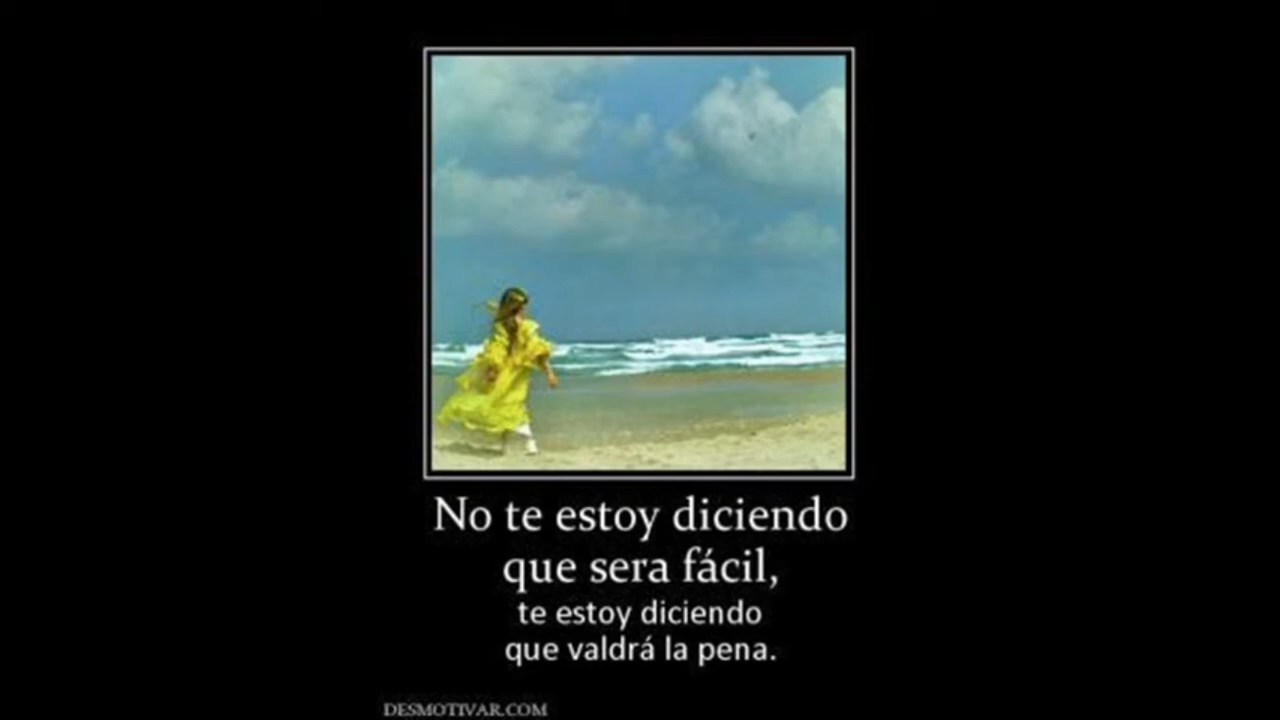 No te estoy diciendo
que sera fácil,
te estoy diciendo
que valdrá la pena.
DESMOTIVAR.COM